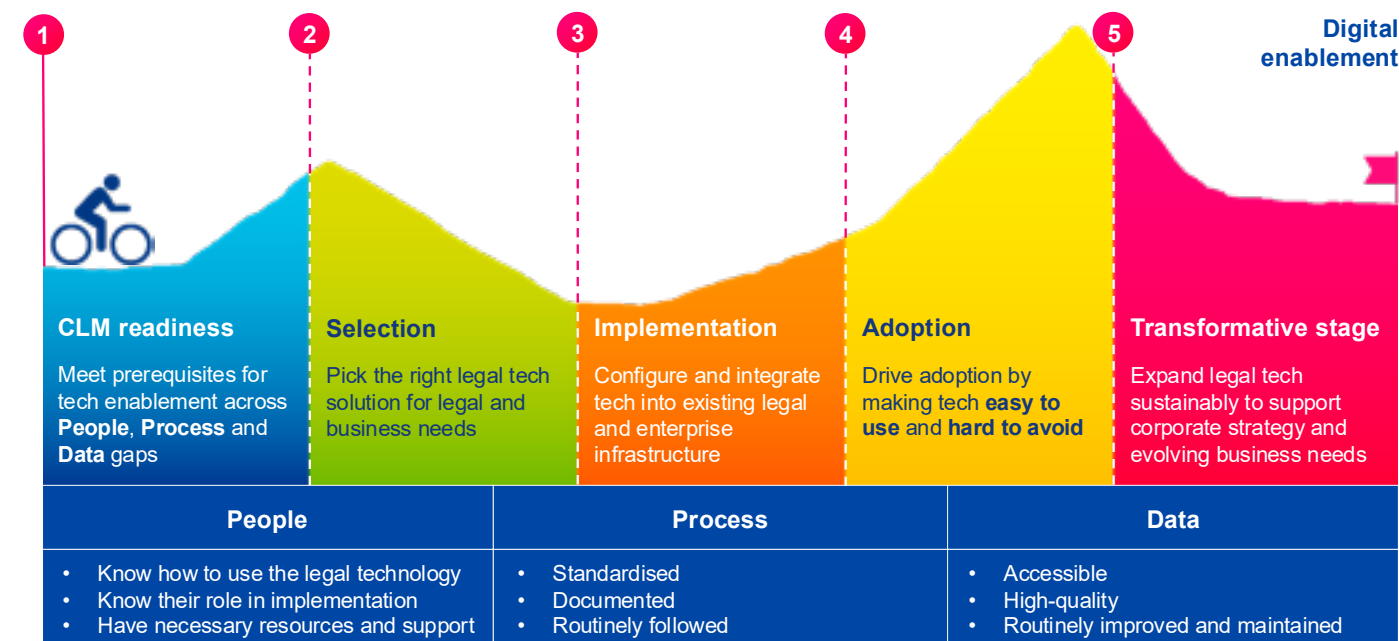 1
2
3
4
5
Digital
enablement
CLM readiness
Meet prerequisites for
tech enablement across
People, Process and
Data gaps
Selection
Pick the right legal tech
solution for legal and
business needs
Implementation
Configure and integrate
tech into existing legal
and enterprise
infrastructure
Adoption
Drive adoption by
making tech easy to
use and hard to avoid
Transformative stage
Expand legal tech
sustainably to support
corporate strategy and
evolving business needs
People
• Know how to use the legal technology
• Know their role in implementation
• Have necessary resources and support
Process
• Standardised
• Documented
• Routinely followed
Data
• Accessible
• High-quality
• Routinely improved and maintained